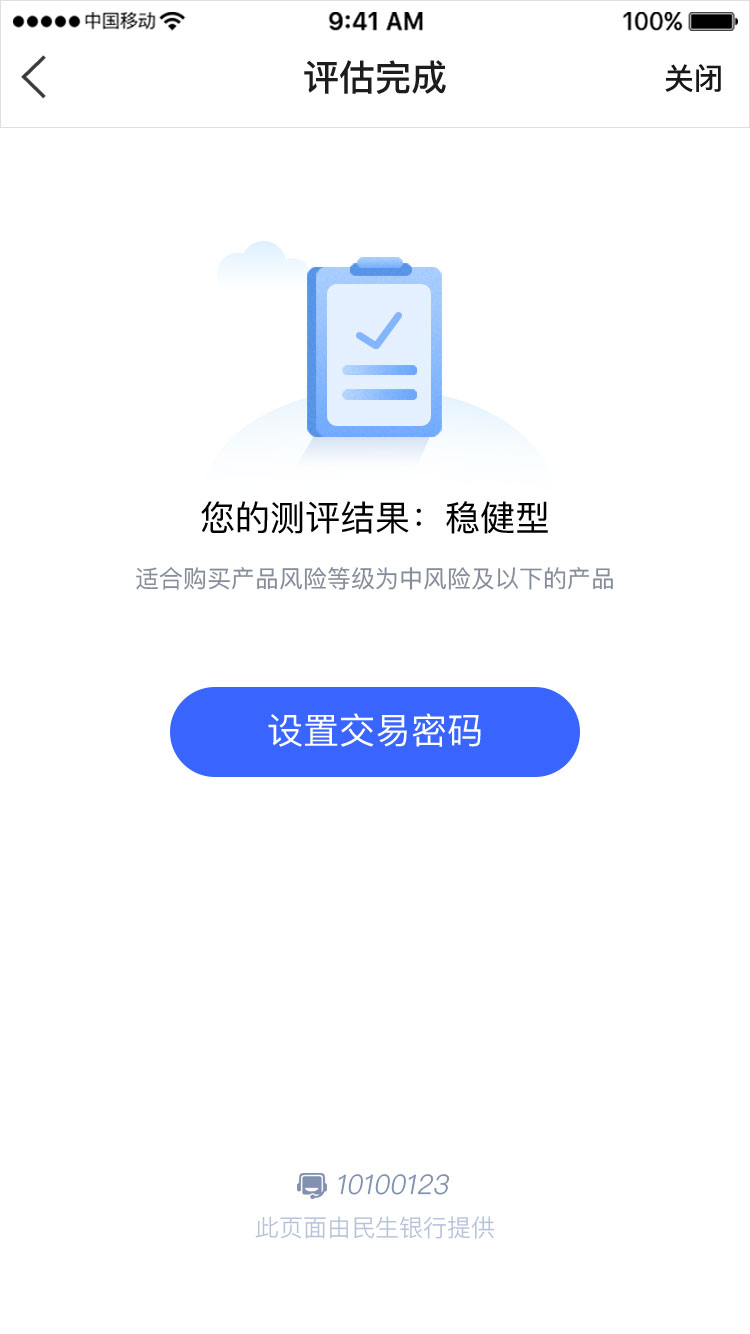 中国移动 9:41 AM 100%
评估完成 关闭
您的测评结果：稳健型
适合购买产品风险等级为中风险及以下的产品
设置交易密码
10100123
此页面由民生银行提供